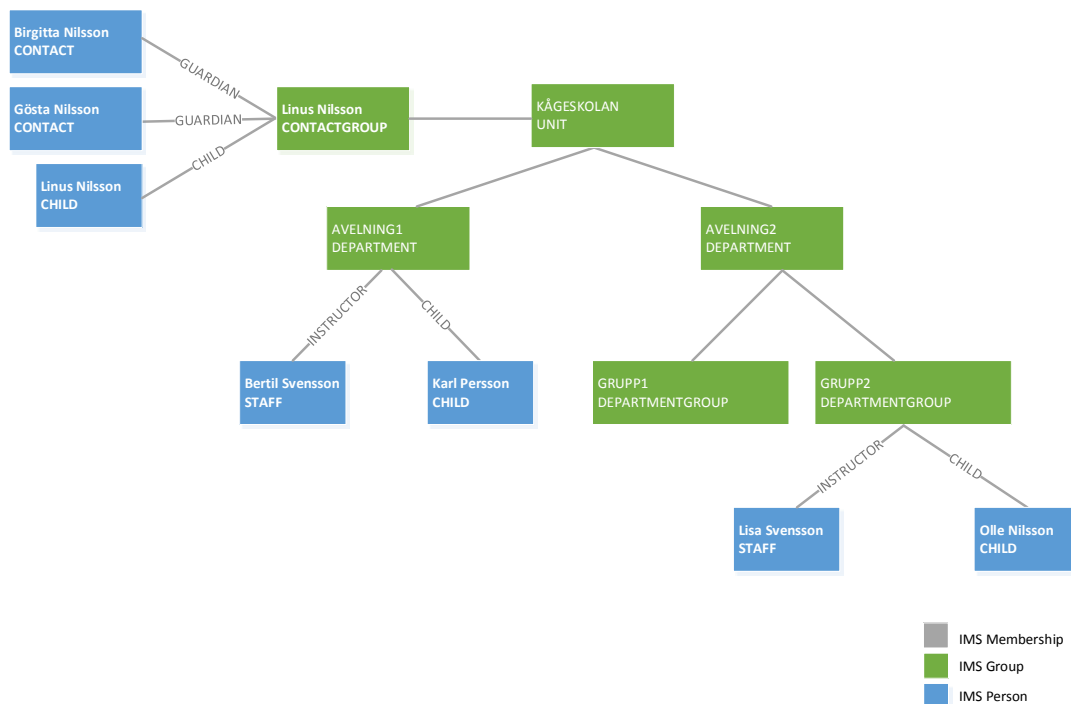 Birgitta Nilsson
CONTACT
GUARDIAN
Gösta Nilsson
CONTACT
GUARDIAN
Linus Nilsson
CONTACTGROUP
KÅGESKOLAN
UNIT
Linus Nilsson
CHILD
CHILD
AVELNING1
DEPARTMENT
AVELNING2
DEPARTMENT
INSTRUCTOR
CHILD
Bertil Svensson
STAFF
Karl Persson
CHILD
GRUPP1
DEPARTMENTGROUP
GRUPP2
DEPARTMENTGROUP
INSTRUCTOR
CHILD
Lisa Svensson
STAFF
Olle Nilsson
CHILD
IMS Membership
IMS Group
IMS Person